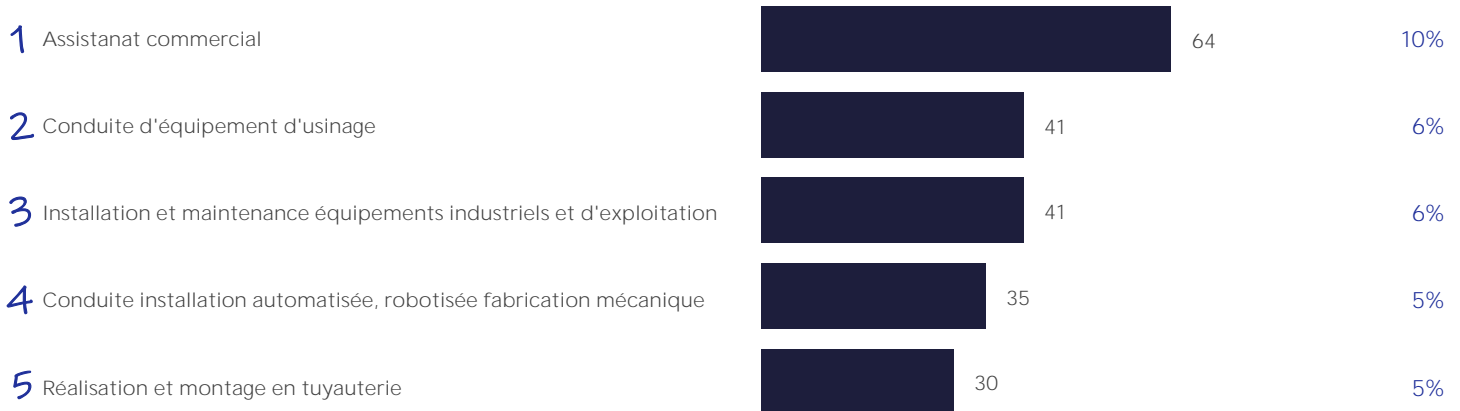 1 Assistanat commercial 64 10%
2 Conduite d'équipement d'usinage 41 6%
3 Installation et maintenance équipements industriels et d'exploitation 41 6%
4 Conduite installation automatisée, robotisée fabrication mécanique 35 5%
5 Réalisation et montage en tuyauterie 30 5%